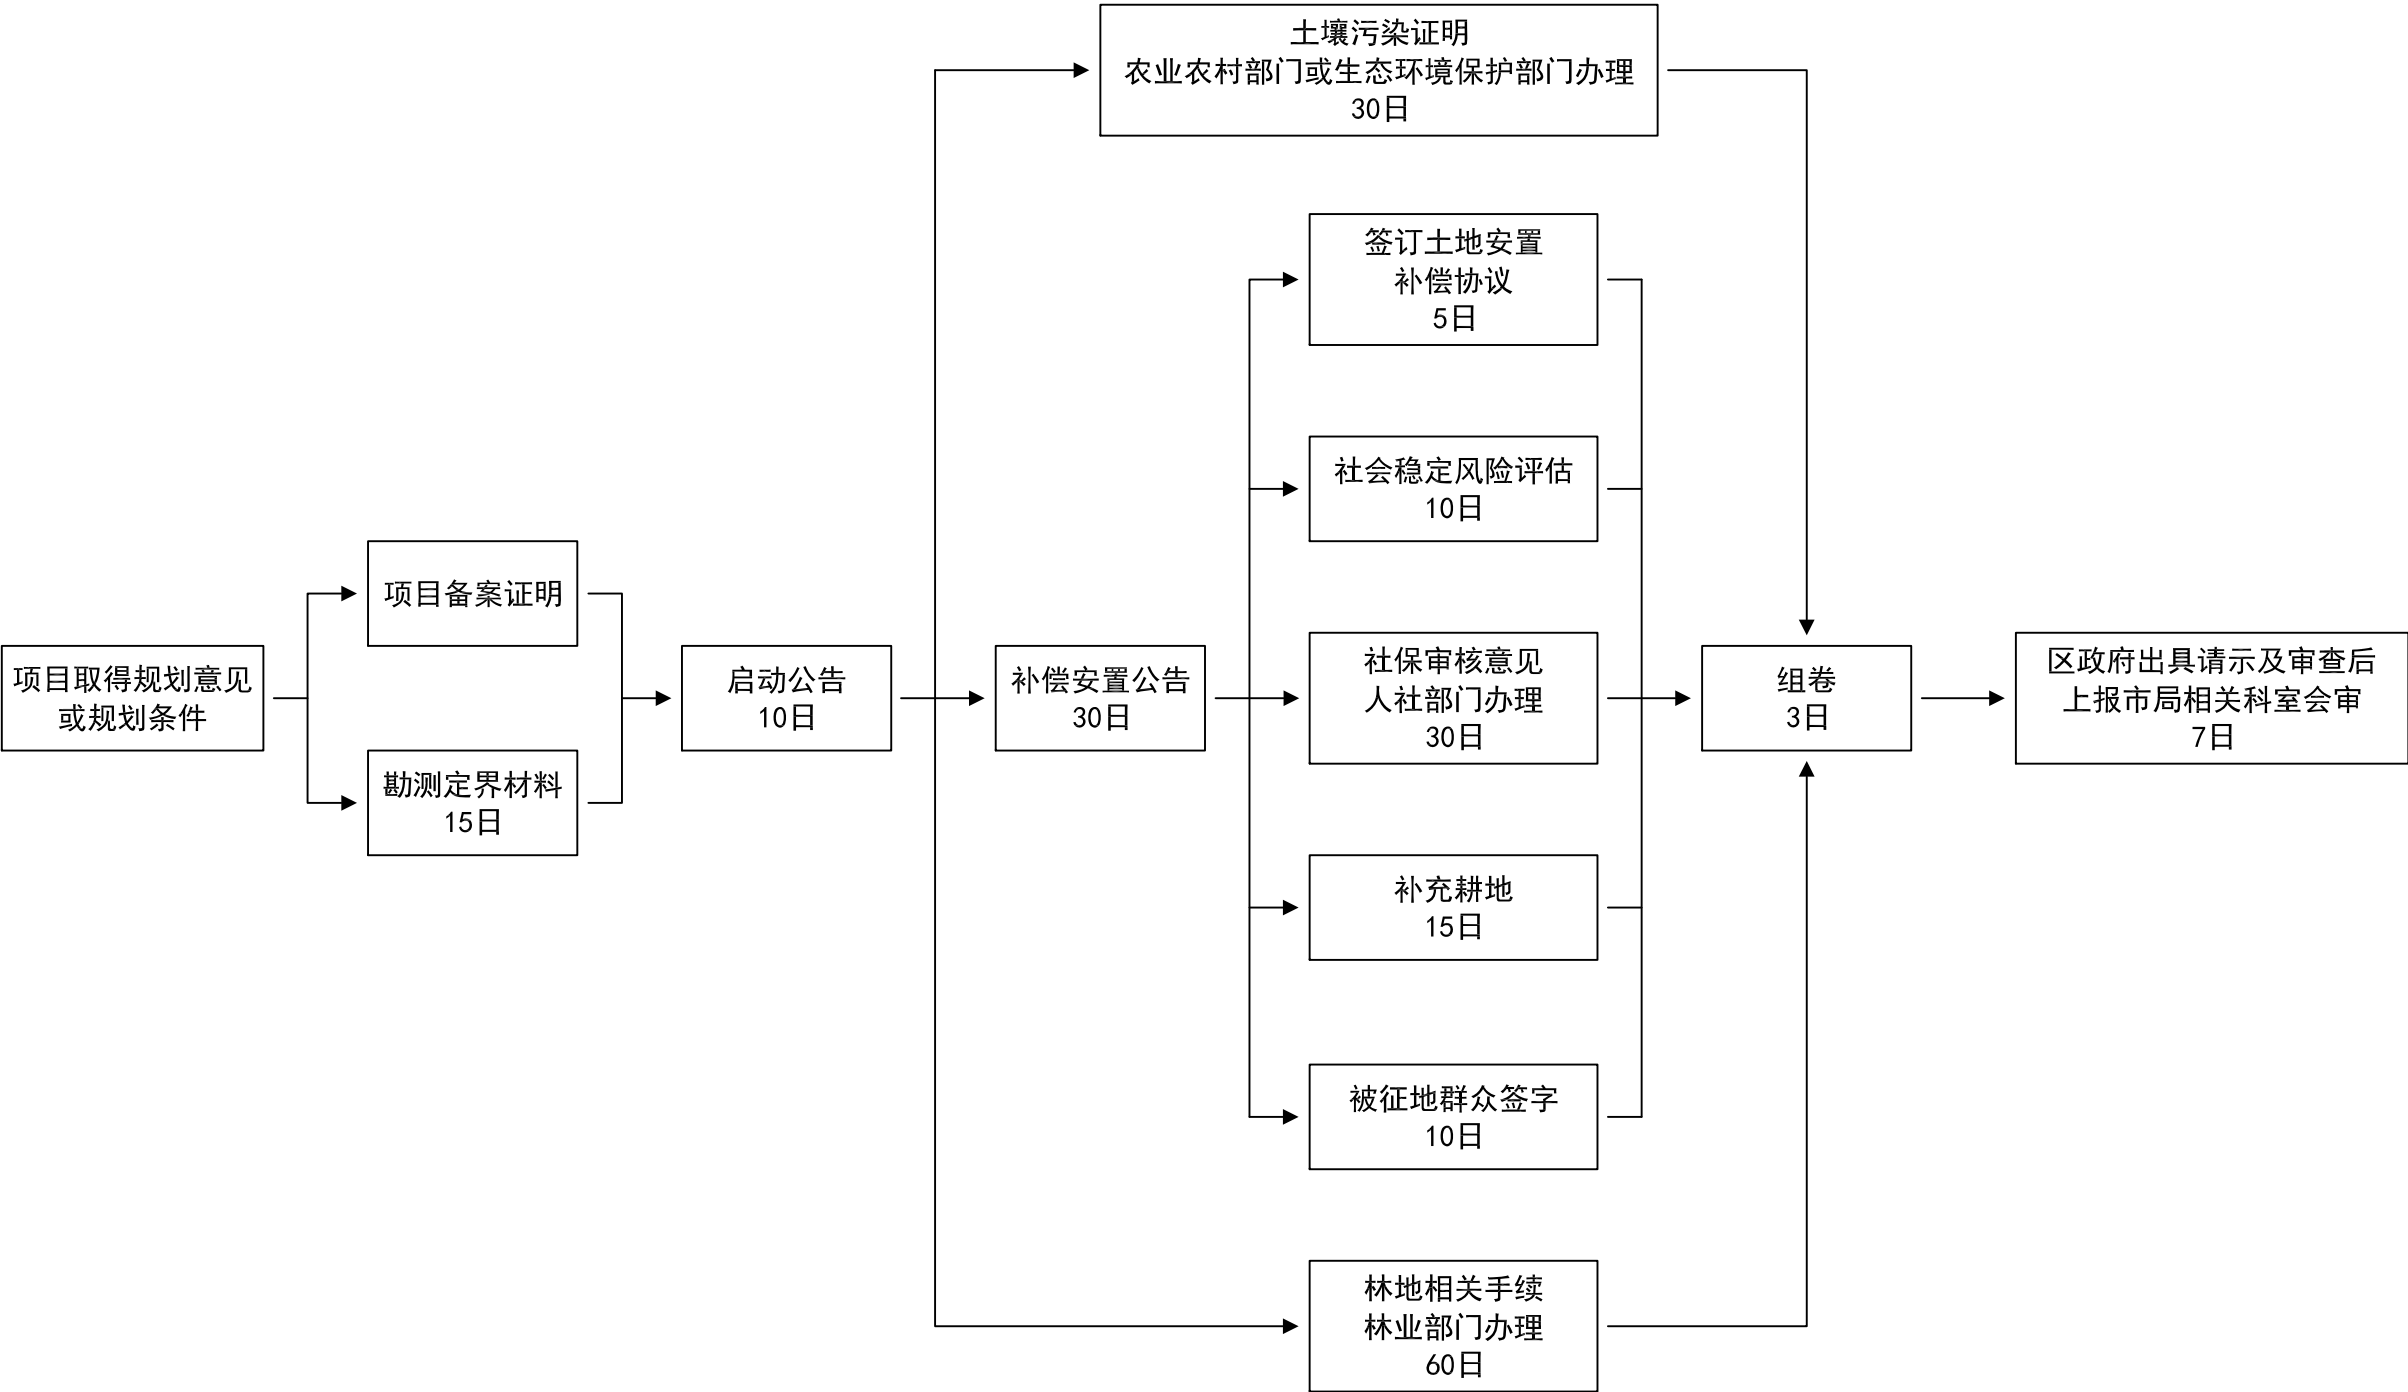 项目取得规划意见
或规划条件
项目备案证明
勘测定界材料
15日
启动公告
10日
土壤污染证明
农业农村部门或生态环境保护部门办理
30日
补偿安置公告
30日
签订土地安置
补偿协议
5日
社会稳定风险评估
10日
社保审核意见
人社部门办理
30日
补充耕地
15日
被征地群众签字
10日
林地相关手续
林业部门办理
60日
组卷
3日
区政府出具请示及审查后
上报市局相关科室会审
7日